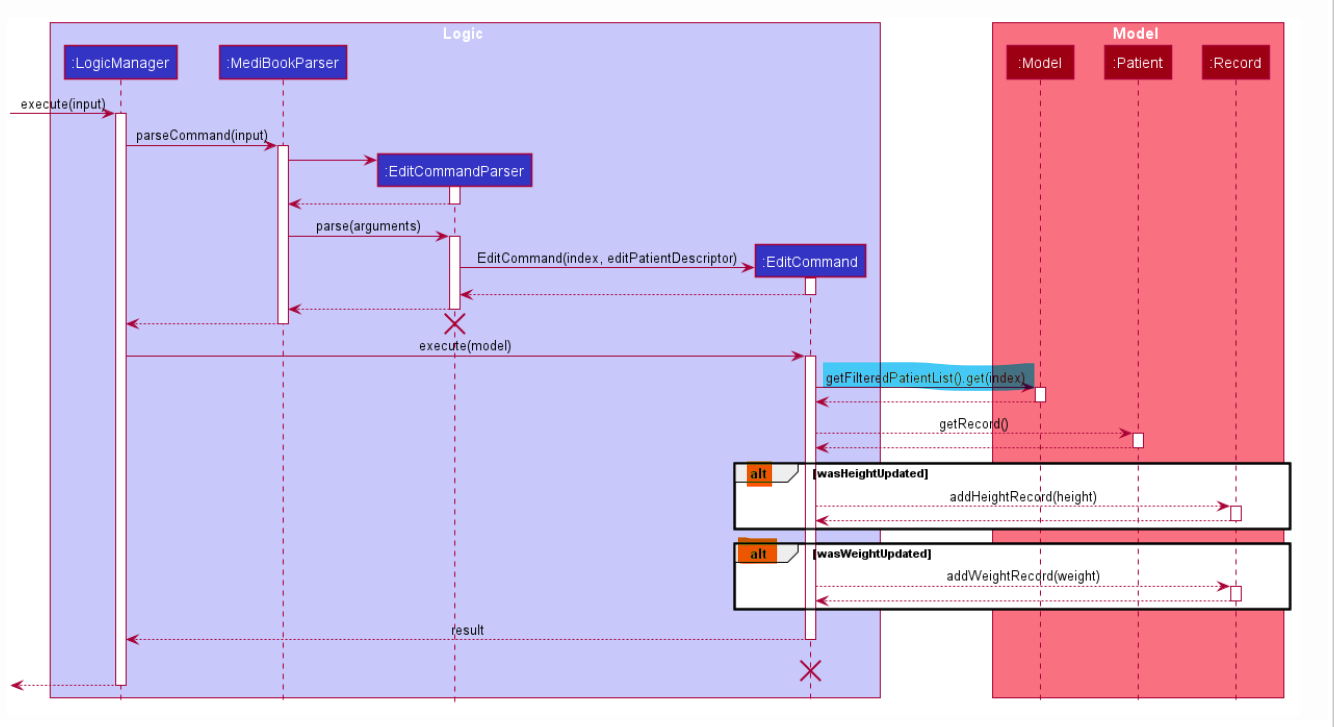 Logic
Model
:LogicManager
:MediBookParser
:Model
:Patient
:Record
execute(input)
parseCommand(input)
:EditCommandParser
parse(arguments)
EditCommand(index, editPatientDescriptor)
:EditCommand
execute(model)
getFilteredPatientList().get(index)
getRecord()
alt [wasHeightUpdated]
addHeightRecord(height)
alt [wasWeightUpdated]
addWeightRecord(weight)
result